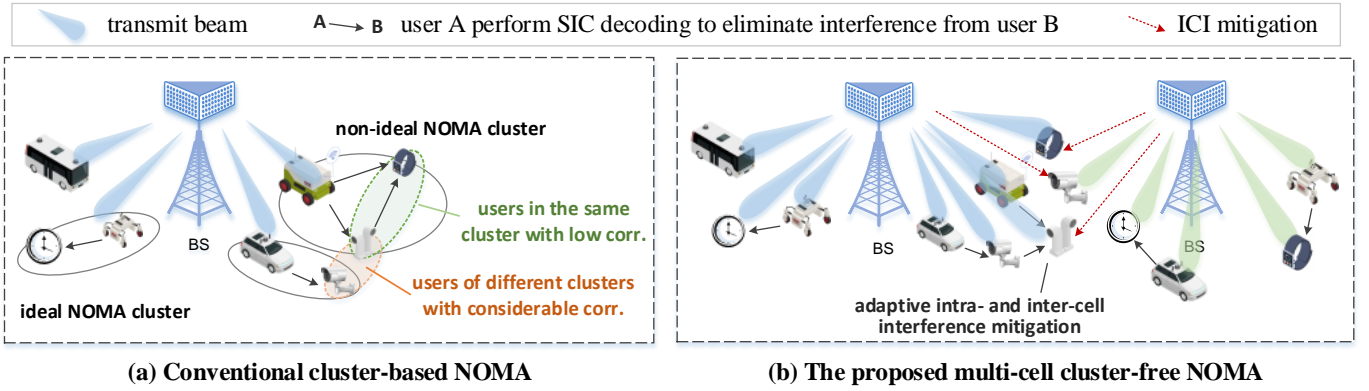 transmit beam
A B user A perform SIC decoding to eliminate interference from user B
ICI mitigation
non-ideal NOMA cluster
users in the same
cluster with low corr.
BS
users of different clusters
with considerable corr.
ideal NOMA cluster
(a) Conventional cluster-based NOMA
BS
BS
adaptive intra- and inter-cell
interference mitigation
(b) The proposed multi-cell cluster-free NOMA